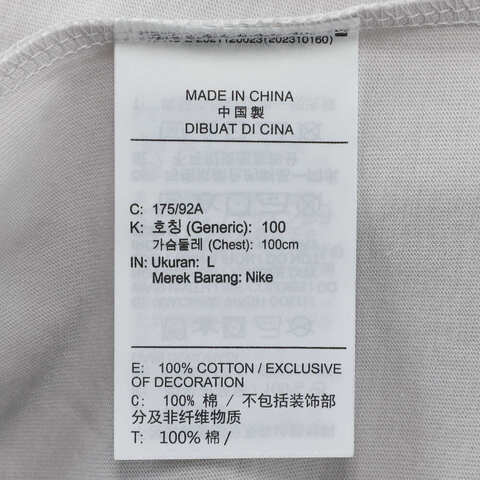 MADE IN CHINA
中国製
DIBUAT DI CINA
C: 175/92A
K: 호칭 (Generic): 100
가슴둘레 (Chest): 100cm
IN: Ukuran: L
Merek Barang: Nike
E: 100% COTTON / EXCLUSIVE
OF DECORATION
C: 100% 棉 / 不包括装饰部
分及非纤维物质
T: 100% 棉 /